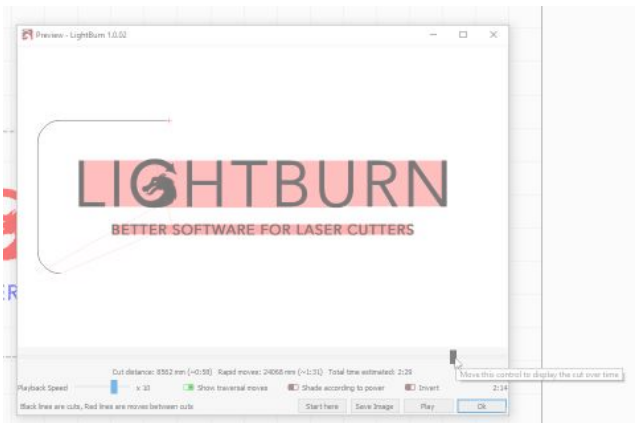 Preview - LightBurn 1.0.02
LIGHTBURN
BETTER SOFTWARE FOR LASER CUTTERS
ER
Cut distance: 8562 mm (~0:58) Rapid moves: 24068 mm (~1:31) Total time estimated: 2:29
Move this control to display the cut over time
Playback Speed x 10 Show traversal moves Shade according to power Invert 2:14
Black lines are cuts, Red lines are moves between cuts Start here Save Image Play Ok